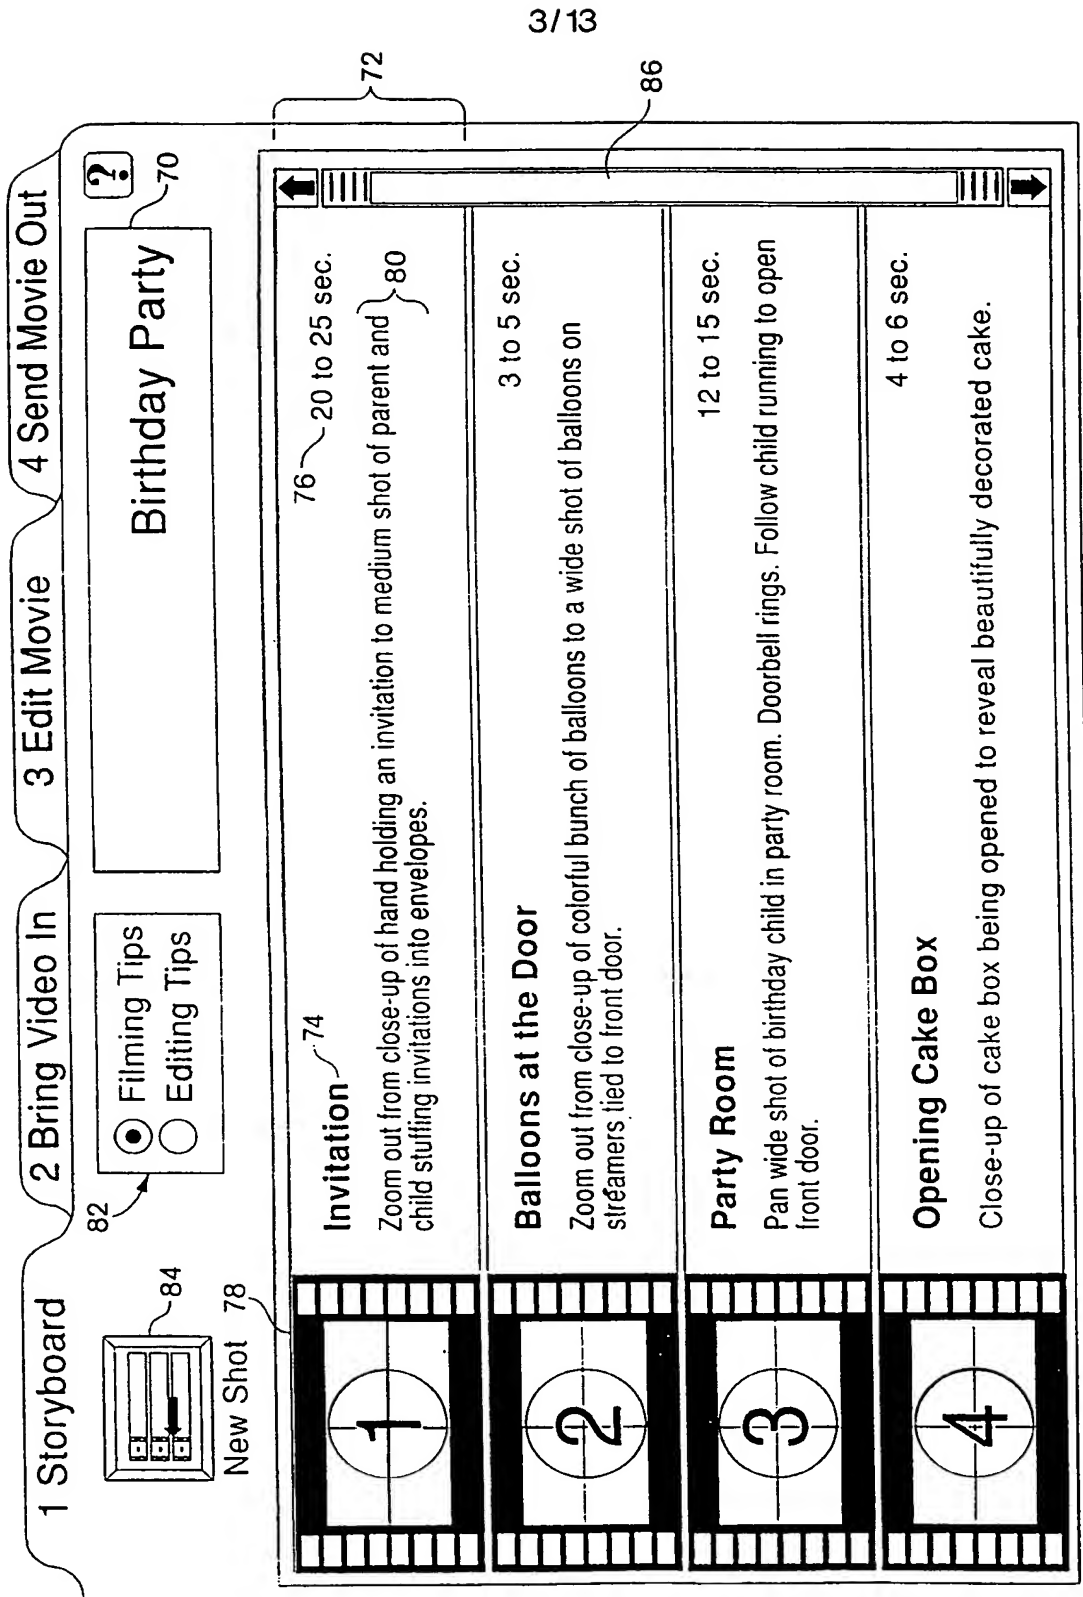 3/13
1 Storyboard
2 Bring Video In
3 Edit Movie
4 Send Movie Out
84
New Shot
82
Filming Tips
Editing Tips
Birthday Party
?
70
72
78
1
Invitation
74
76
20 to 25 sec.
Zoom out from close-up of hand holding an invitation to medium shot of parent and
child stuffing invitations into envelopes.
80
2
Balloons at the Door
3 to 5 sec.
Zoom out from close-up of colorful bunch of balloons to a wide shot of balloons on
streamers tied to front door.
3
Party Room
12 to 15 sec.
Pan wide shot of birthday child in party room. Doorbell rings. Follow child running to open
front door.
4
Opening Cake Box
4 to 6 sec.
Close-up of cake box being opened to reveal beautifully decorated cake.
86